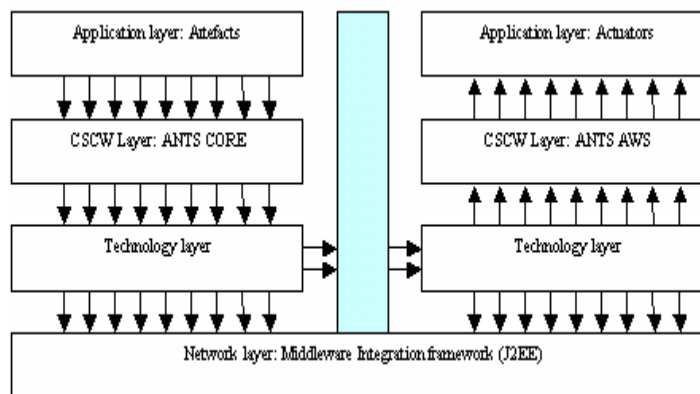 Application layer: Artefacts
Application layer: Actuators
CSCW Layer: ANTS CORE
CSCW Layer: ANTS AWS
Technology layer
Technology layer
Network layer: Middleware Integration framework (J2EE)